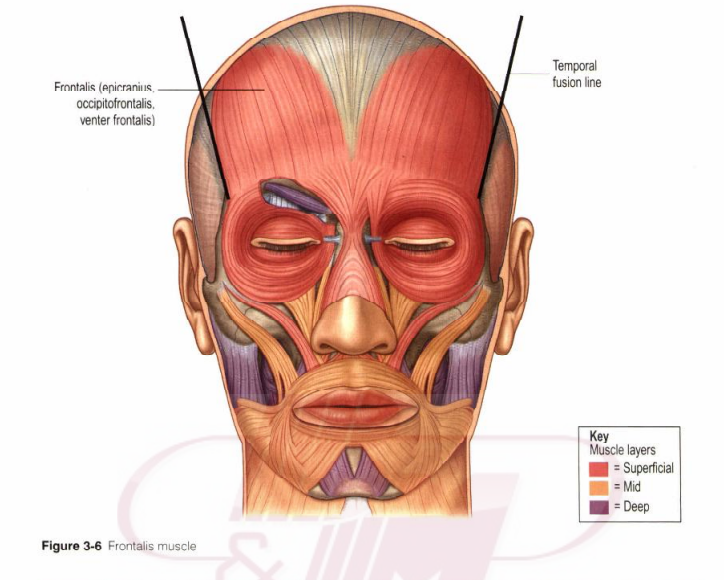 Frontalis (epicranius,
occipitofrontalis,
venter frontalis)
Temporal
fusion line
Key
Muscle layers
= Superficial
= Mid
= Deep
Figure 3-6 Frontalis muscle
&